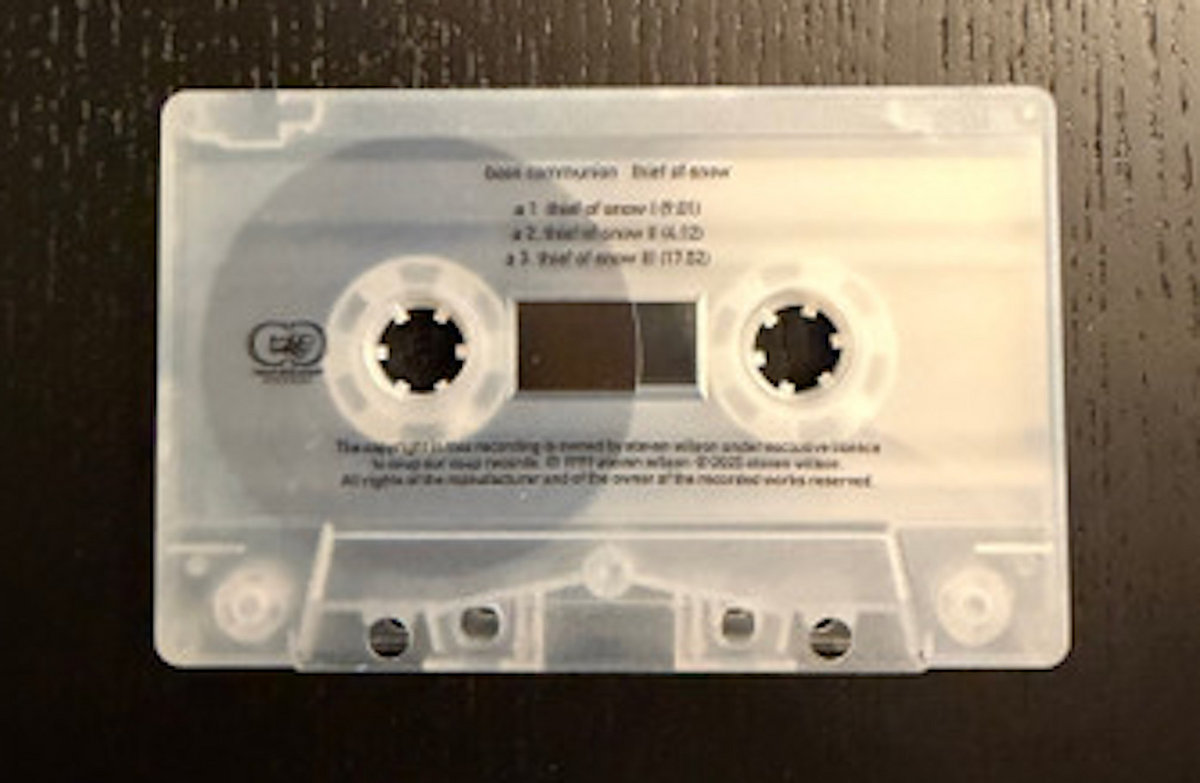 bass communion thief of snow
a 1. thief of snow I (9:01)
a 2. thief of snow II (4:12)
a 3. thief of snow III (17:52)
The copyright in this recording is owned by steven wilson under exclusive licence
to soup our soup records. ℗ 1999 steven wilson. © 2020 steven wilson.
All rights of the manufacturer and of the owner of the recorded works reserved.